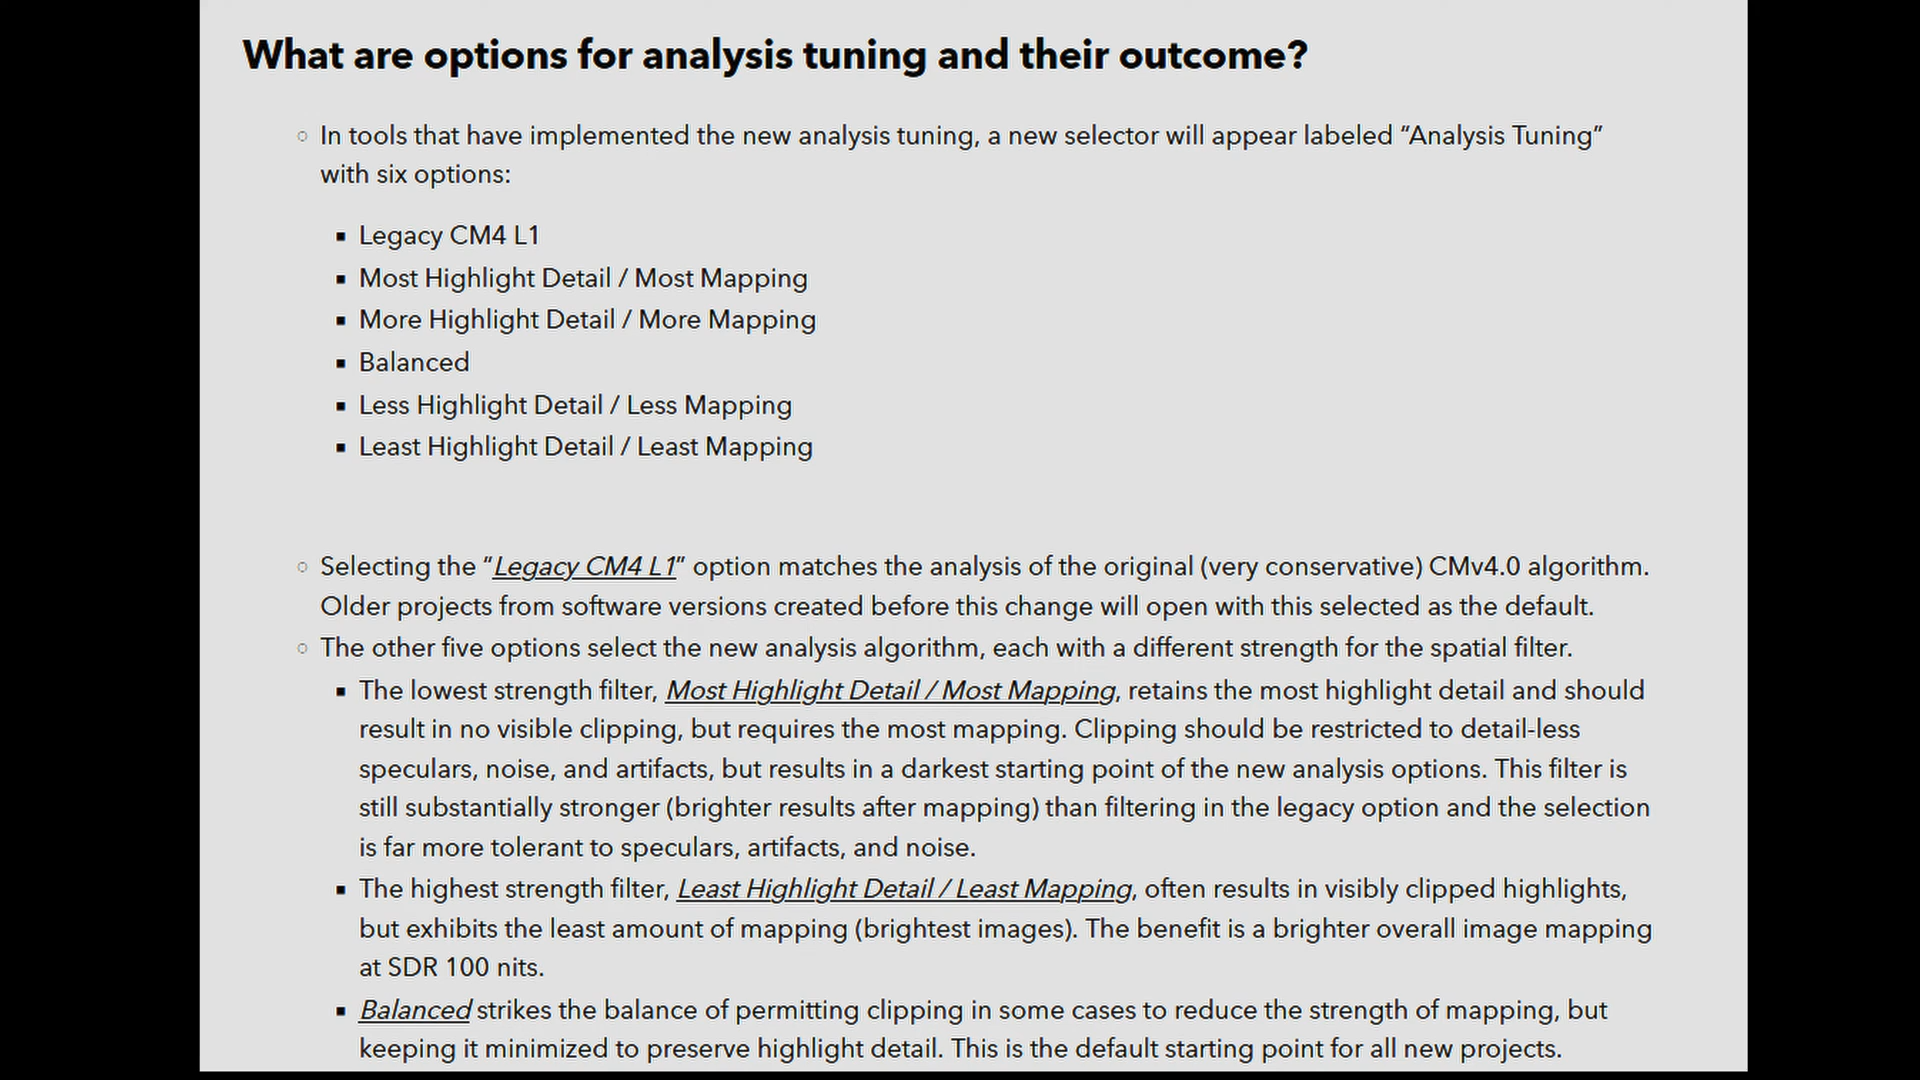 What are options for analysis tuning and their outcome?
In tools that have implemented the new analysis tuning, a new selector will appear labeled “Analysis Tuning”
with six options:
Legacy CM4 L1
Most Highlight Detail / Most Mapping
More Highlight Detail / More Mapping
Balanced
Less Highlight Detail / Less Mapping
Least Highlight Detail / Least Mapping
Selecting the “Legacy CM4 L1” option matches the analysis of the original (very conservative) CMv4.0 algorithm.
Older projects from software versions created before this change will open with this selected as the default.
The other five options select the new analysis algorithm, each with a different strength for the spatial filter.
The lowest strength filter, Most Highlight Detail / Most Mapping, retains the most highlight detail and should
result in no visible clipping, but requires the most mapping. Clipping should be restricted to detail-less
speculars, noise, and artifacts, but results in a darkest starting point of the new analysis options. This filter is
still substantially stronger (brighter results after mapping) than filtering in the legacy option and the selection
is far more tolerant to speculars, artifacts, and noise.
The highest strength filter, Least Highlight Detail / Least Mapping, often results in visibly clipped highlights,
but exhibits the least amount of mapping (brightest images). The benefit is a brighter overall image mapping
at SDR 100 nits.
Balanced strikes the balance of permitting clipping in some cases to reduce the strength of mapping, but
keeping it minimized to preserve highlight detail. This is the default starting point for all new projects.